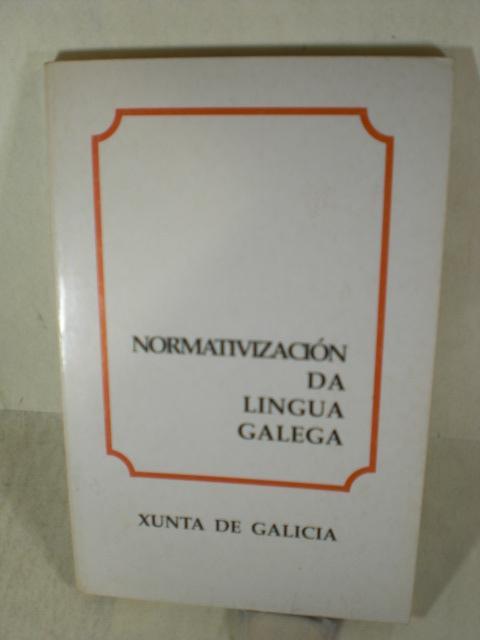 NORMATIVIZACIÓN
DA
LINGUA
GALEGA
XUNTA DE GALICIA